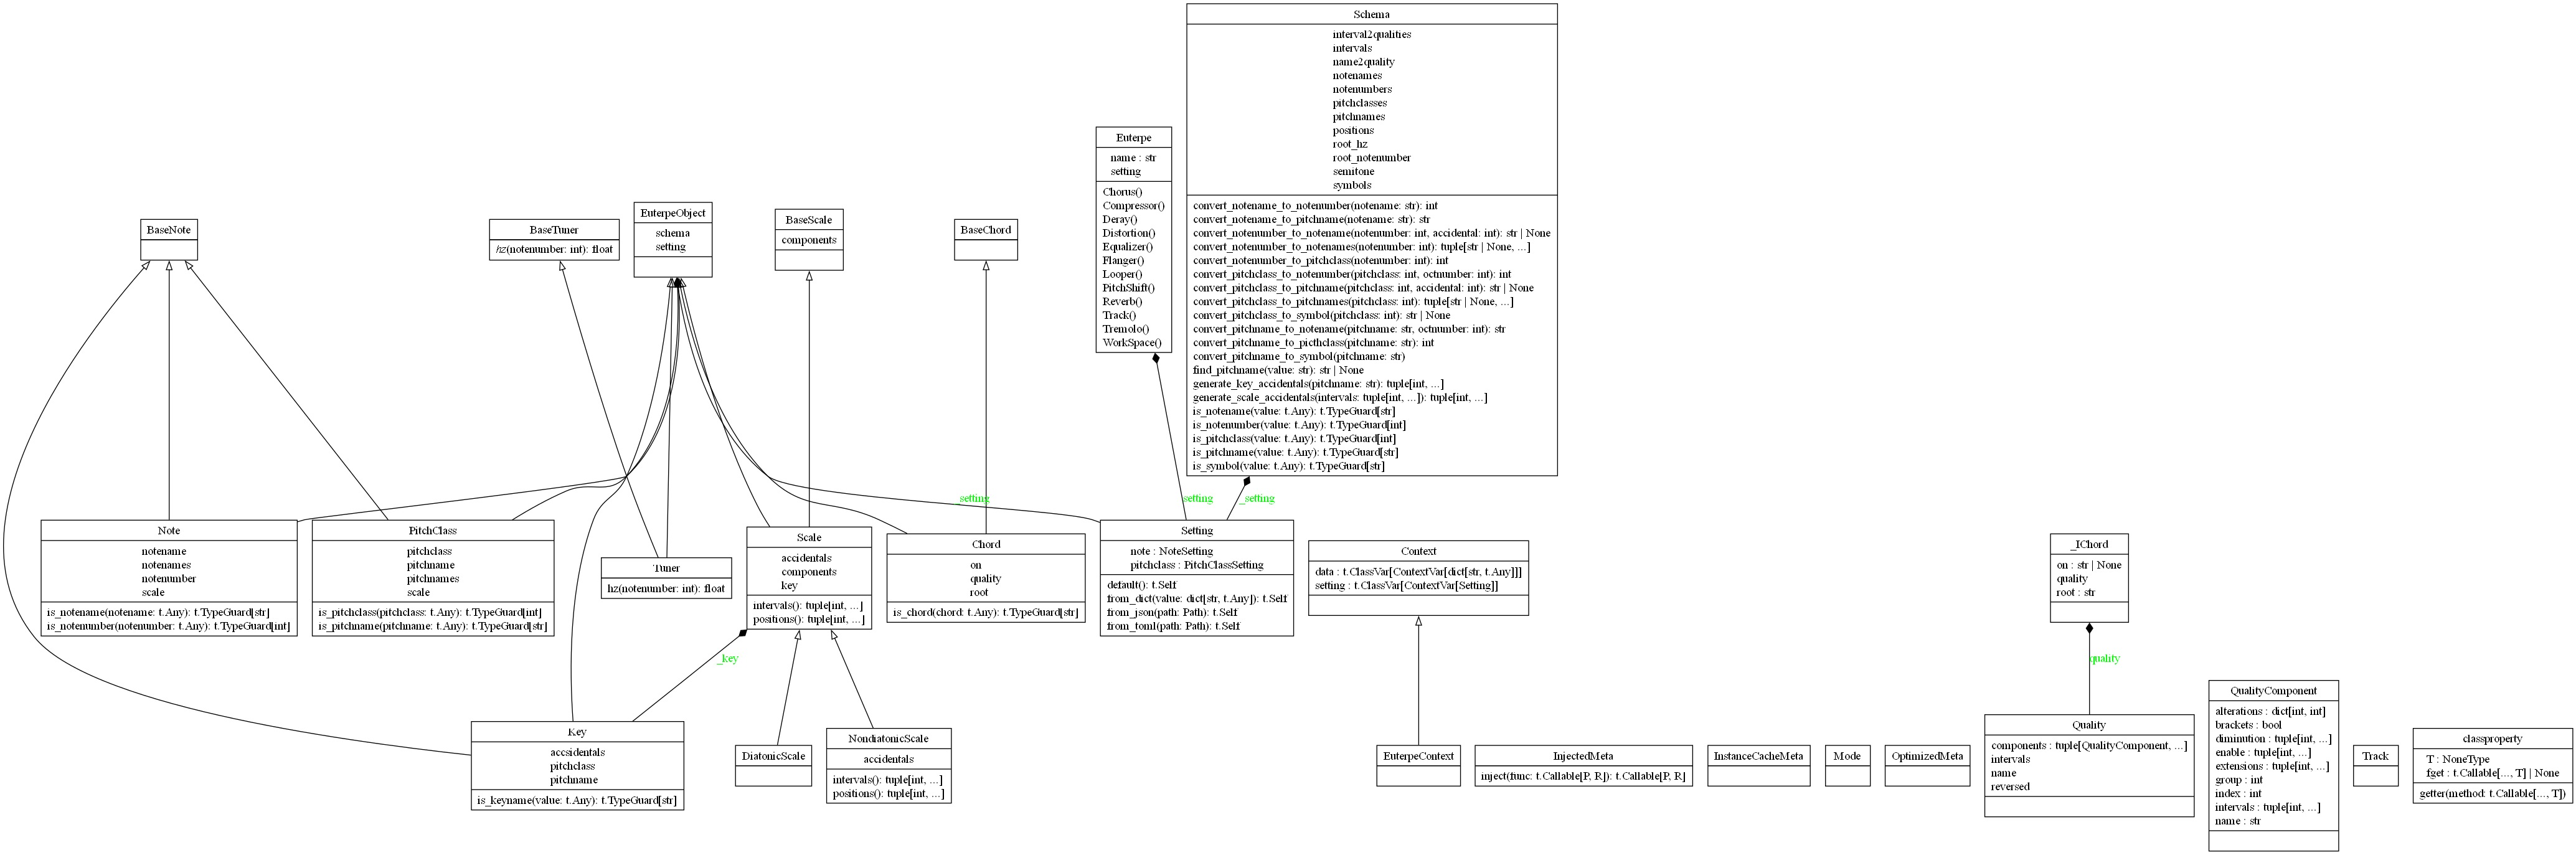 Schema
interval2qualities
intervals
name2quality
notenames
notenumbers
pitchclasses
pitchnames
positions
root_hz
root_notenumber
semitone
symbols
convert_notename_to_notenumber(notename: str): int
convert_notename_to_pitchname(notename: str): str
convert_notenumber_to_notename(notenumber: int, accidental: int): str | None
convert_notenumber_to_notenames(notenumber: int): tuple[str | None, ...]
convert_notenumber_to_pitchclass(notenumber: int): int
convert_pitchclass_to_notenumber(pitchclass: int, octnumber: int): int
convert_pitchclass_to_pitchname(pitchclass: int, accidental: int): str | None
convert_pitchclass_to_pitchnames(pitchclass: int): tuple[str | None, ...]
convert_pitchclass_to_symbol(pitchclass: int): str | None
convert_pitchname_to_notename(pitchname: str, octnumber: int): str
convert_pitchname_to_picthclass(pitchname: str): int
convert_pitchname_to_symbol(pitchname: str)
find_pitchname(value: str): str | None
generate_key_accidentals(pitchname: str): tuple[int, ...]
generate_scale_accidentals(intervals: tuple[int, ...]): tuple[int, ...]
is_notename(value: t.Any): t.TypeGuard[str]
is_notenumber(value: t.Any): t.TypeGuard[int]
is_pitchclass(value: t.Any): t.TypeGuard[int]
is_pitchname(value: t.Any): t.TypeGuard[str]
is_symbol(value: t.Any): t.TypeGuard[str]
Euterpe
name : str
setting
Chorus()
Compressor()
Deray()
Distortion()
Equalizer()
Flanger()
Looper()
PitchShift()
Reverb()
Track()
Tremolo()
WorkSpace()
BaseNote
BaseTuner
hz(notenumber: int): float
EuterpeObject
schema
setting
BaseScale
components
BaseChord
_setting
setting
_setting
Note
notename
notenames
notenumber
scale
is_notename(notename: t.Any): t.TypeGuard[str]
is_notenumber(notenumber: t.Any): t.TypeGuard[int]
PitchClass
pitchclass
pitchname
pitchnames
scale
is_pitchclass(pitchclass: t.Any): t.TypeGuard[int]
is_pitchname(pitchname: t.Any): t.TypeGuard[str]
Tuner
hz(notenumber: int): float
Scale
accidentals
components
key
intervals(): tuple[int, ...]
positions(): tuple[int, ...]
Chord
on
quality
root
is_chord(chord: t.Any): t.TypeGuard[str]
Setting
note : NoteSetting
pitchclass : PitchClassSetting
default(): t.Self
from_dict(value: dict[str, t.Any]): t.Self
from_json(path: Path): t.Self
from_toml(path: Path): t.Self
Context
data : t.ClassVar[ContextVar[dict[str, t.Any]]]
setting : t.ClassVar[ContextVar[Setting]]
_IChord
on : str | None
quality
root : str
_key
quality
Key
accsidentals
pitchclass
pitchname
is_keyname(value: t.Any): t.TypeGuard[str]
DiatonicScale
NondiatonicScale
accidentals
intervals(): tuple[int, ...]
positions(): tuple[int, ...]
EuterpeContext
InjectedMeta
inject(func: t.Callable[P, R]): t.Callable[P, R]
InstanceCacheMeta
Mode
OptimizedMeta
Quality
components : tuple[QualityComponent, ...]
intervals
name
reversed
QualityComponent
alterations : dict[int, int]
brackets : bool
diminution : tuple[int, ...]
enable : tuple[int, ...]
extensions : tuple[int, ...]
group : int
index : int
intervals : tuple[int, ...]
name : str
Track
classproperty
T : NoneType
fget : t.Callable[..., T] | None
getter(method: t.Callable[..., T])